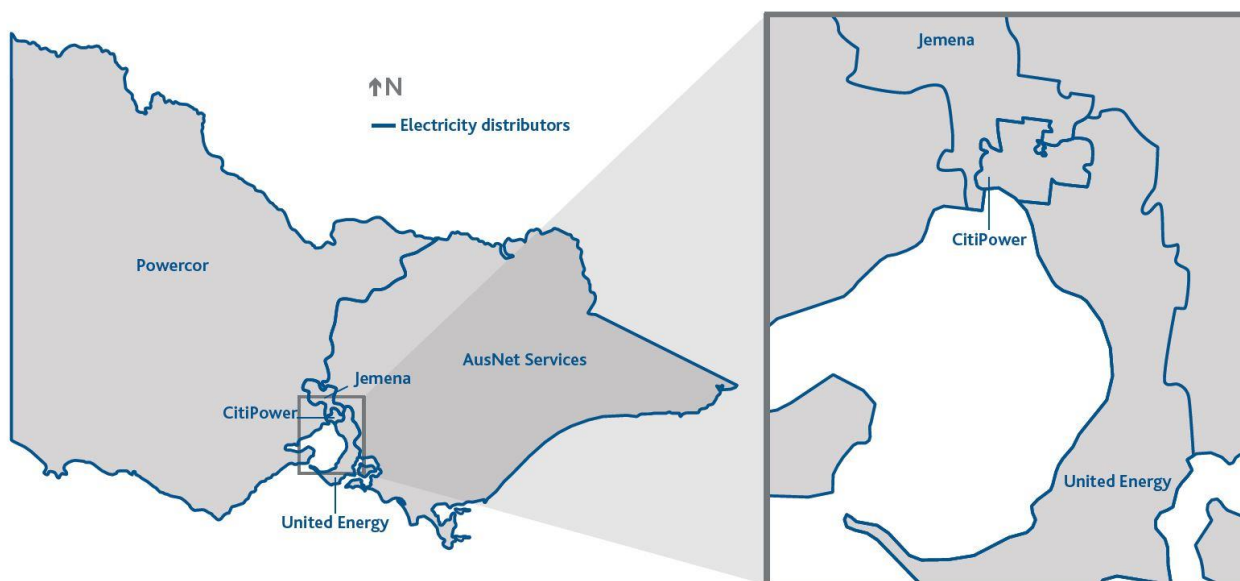 N
Electricity distributors
Powercor
AusNet Services
Jemena
CitiPower
United Energy
Jemena
CitiPower
United Energy